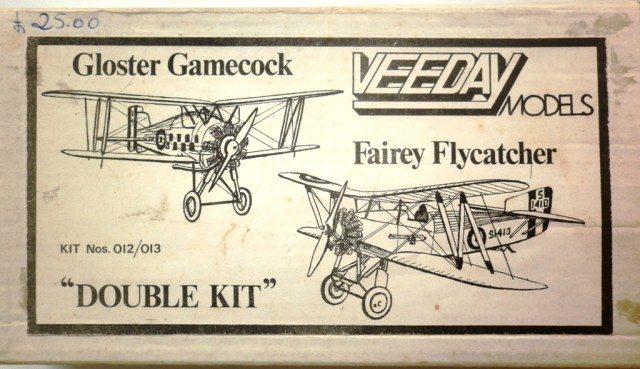 £25.00
Gloster Gamecock
VEEDAY
MODELS
Fairey Flycatcher
S
1419
S1419
KIT Nos. 012/013
“DOUBLE KIT”